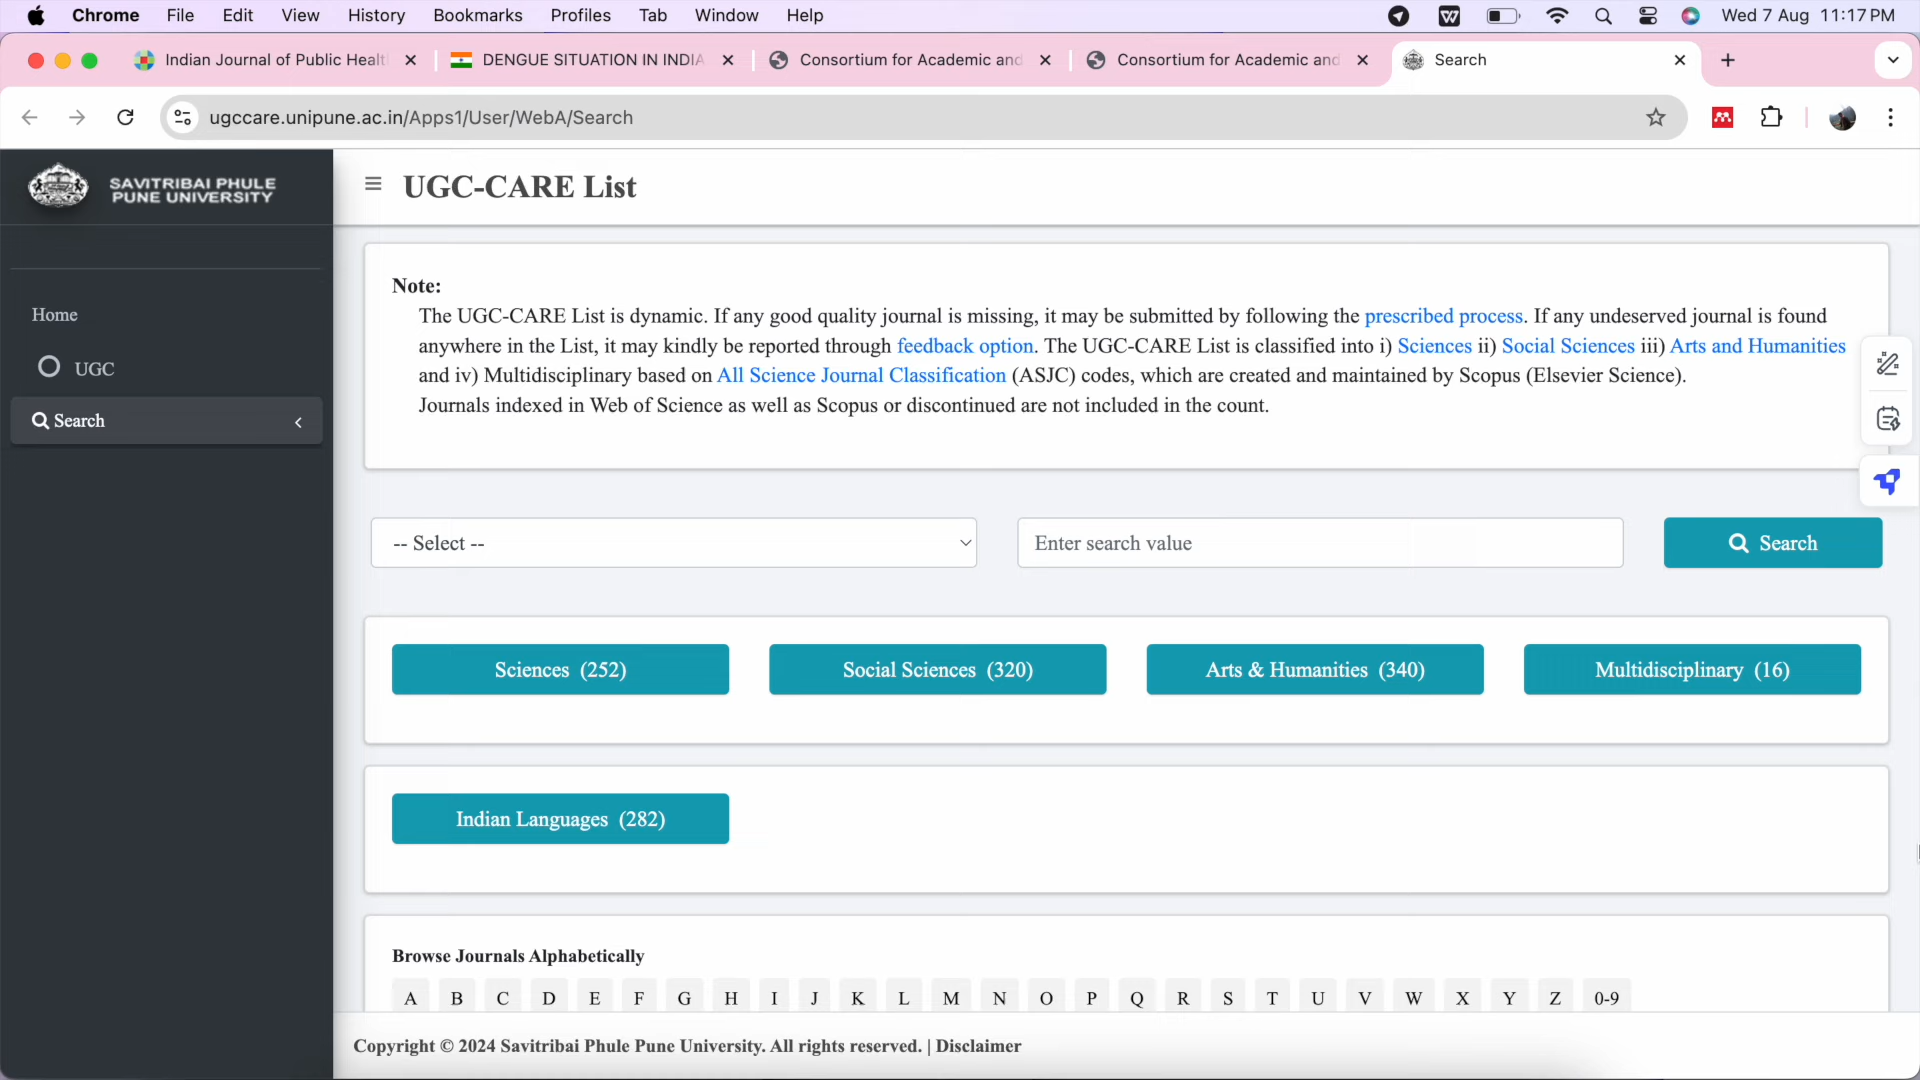 Chrome File Edit View History Bookmarks Profiles Tab Window Help Wed 7 Aug 11:17 PM
Indian Journal of Public Healt DENGUE SITUATION IN INDIA Consortium for Academic and Consortium for Academic and Search
ugccare.unipune.ac.in/Apps1/User/WebA/Search
SAVITRIBAI PHULE
PUNE UNIVERSITY
Home
UGC
Search
UGC-CARE List
Note:
The UGC-CARE List is dynamic. If any good quality journal is missing, it may be submitted by following the prescribed process. If any undeserved journal is found
anywhere in the List, it may kindly be reported through feedback option. The UGC-CARE List is classified into i) Sciences ii) Social Sciences iii) Arts and Humanities
and iv) Multidisciplinary based on All Science Journal Classification (ASJC) codes, which are created and maintained by Scopus (Elsevier Science).
Journals indexed in Web of Science as well as Scopus or discontinued are not included in the count.
-- Select -- Enter search value Search
Sciences (252) Social Sciences (320) Arts & Humanities (340) Multidisciplinary (16)
Indian Languages (282)
Browse Journals Alphabetically
A B C D E F G H I J K L M N O P Q R S T U V W X Y Z 0-9
Copyright © 2024 Savitribai Phule Pune University. All rights reserved. | Disclaimer